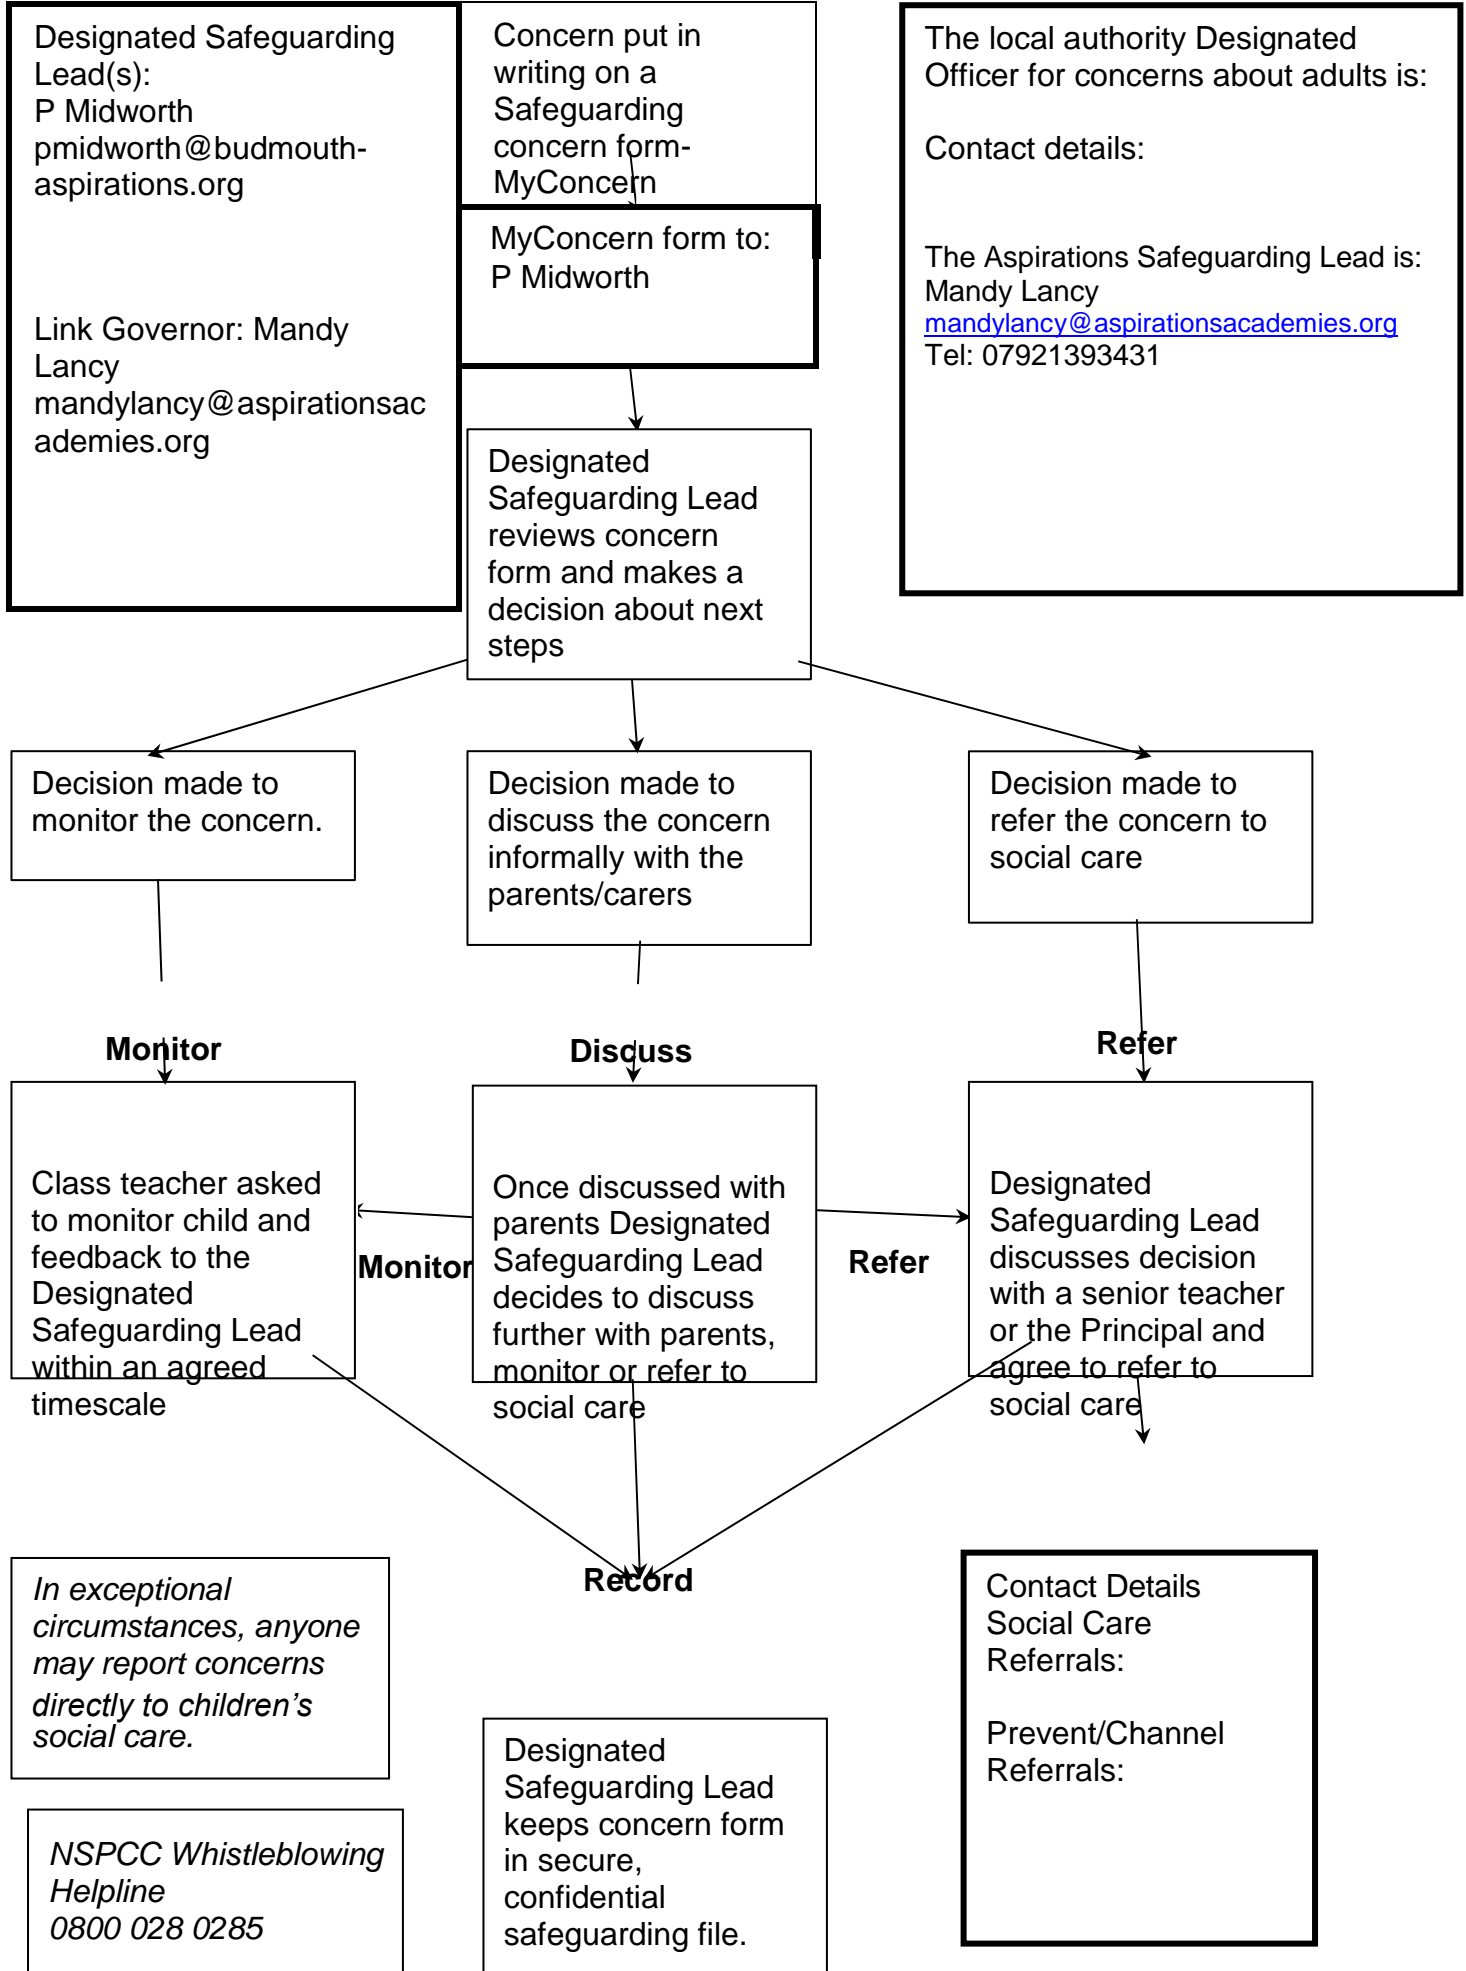 Designated Safeguarding
Lead(s):
P Midworth
pmidworth@budmouth-
aspirations.org
Link Governor: Mandy
Lancy
mandylancy@aspirationsac
ademies.org
Concern put in
writing on a
Safeguarding
concern form-
MyConcern
MyConcern form to:
P Midworth
The local authority Designated
Officer for concerns about adults is:
Contact details:
The Aspirations Safeguarding Lead is:
Mandy Lancy
mandylancy@aspirationsacademies.org
Tel: 07921393431
Designated
Safeguarding Lead
reviews concern
form and makes a
decision about next
steps
Decision made to
monitor the concern.
Decision made to
discuss the concern
informally with the
parents/carers
Decision made to
refer the concern to
social care
Monitor
Discuss
Refer
Class teacher asked
to monitor child and
feedback to the
Designated
Safeguarding Lead
within an agreed
timescale
Monitor
Once discussed with
parents Designated
Safeguarding Lead
decides to discuss
further with parents,
monitor or refer to
social care
Refer
Designated
Safeguarding Lead
discusses decision
with a senior teacher
or the Principal and
agree to refer to
social care
Record
In exceptional
circumstances, anyone
may report concerns
directly to children’s
social care.
NSPCC Whistleblowing
Helpline
0800 028 0285
Designated
Safeguarding Lead
keeps concern form
in secure,
confidential
safeguarding file.
Contact Details
Social Care
Referrals:
Prevent/Channel
Referrals: